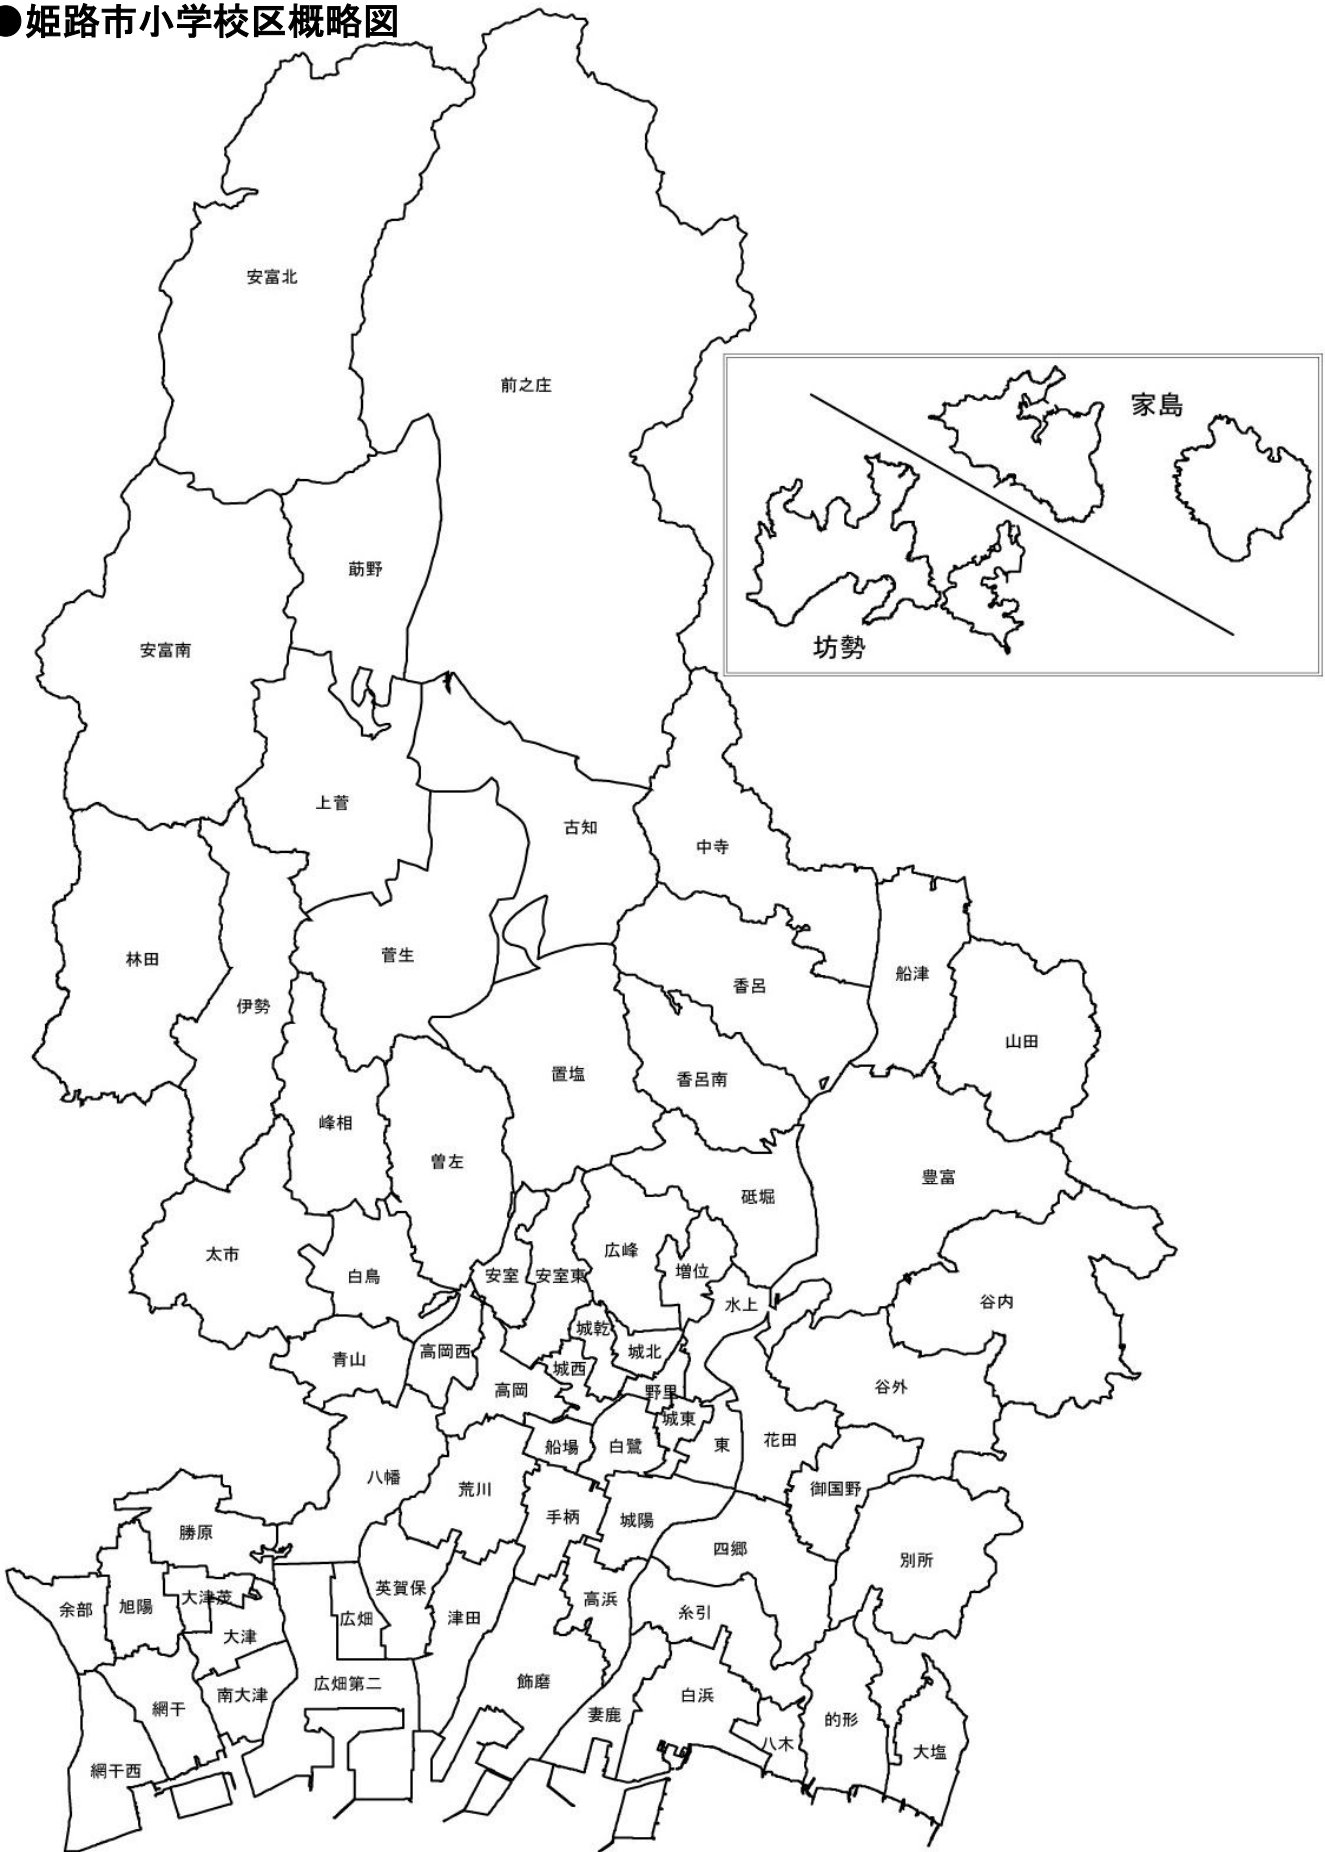 ●姫路市小学校区概略図
安富北
前之庄
家島
坊勢
莇野
安富南
上菅
古知
中寺
林田
菅生
伊勢
香呂
船津
山田
置塩
香呂南
峰相
曽左
豊富
砥堀
太市
白鳥
安室
安室東
広峰
増位
水上
谷内
城乾
青山
高岡西
城西
城北
高岡
野里
谷外
城東
船場
白鷺
東
花田
八幡
荒川
御国野
勝原
手柄
城陽
四郷
別所
余部
旭陽
大津茂
英賀保
高浜
糸引
広畑
津田
大津
南大津
広畑第二
飾磨
白浜
網干
妻鹿
的形
八木
大塩
網干西